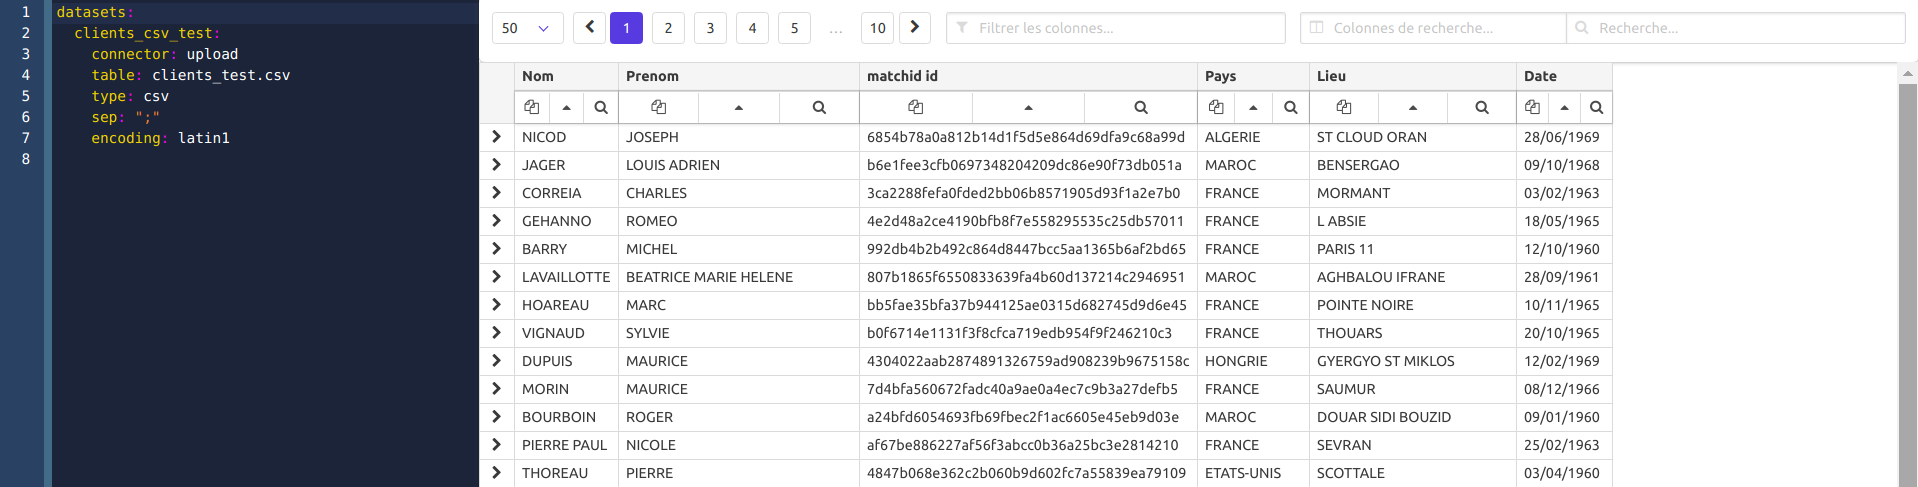 1 datasets:
2 clients_csv_test:
3 connector: upload
4 table: clients_test.csv
5 type: csv
6 sep: ";"
7 encoding: latin1
8
50 1 2 3 4 5 ... 10 Filtrer les colonnes... Colonnes de recherche... Recherche...
Nom Prenom matchid id Pays Lieu Date
NICOD JOSEPH 6854b78a0a812b14d1f5d5e864d69dfa9c68a99d ALGERIE ST CLOUD ORAN 28/06/1969
JAGER LOUIS ADRIEN b6e1fee3cfb0697348204209dc86e90f73db051a MAROC BENSERGAO 09/10/1968
CORREIA CHARLES 3ca2288fefa0fded2bb06b8571905d93f1a2e7b0 FRANCE MORMANT 03/02/1963
GEHANNO ROMEO 4e2d48a2ce4190bfb8f7e558295535c25db57011 FRANCE L ABSIE 18/05/1965
BARRY MICHEL 992db4b2b492c864d8447bcc5aa1365b6af2bd65 FRANCE PARIS 11 12/10/1960
LAVAILLOTTE BEATRICE MARIE HELENE 807b1865f6550833639fa4b60d137214c2946951 MAROC AGHBALOU IFRANE 28/09/1961
HOAREAU MARC bb5fae35bfa37b944125ae0315d682745d9d6e45 FRANCE POINTE NOIRE 10/11/1965
VIGNAUD SYLVIE b0f6714e1131f3f8cfca719edb954f9f246210c3 FRANCE THOUARS 20/10/1965
DUPUIS MAURICE 4304022aab2874891326759ad908239b9675158c HONGRIE GYERGYO ST MIKLOS 12/02/1969
MORIN MAURICE 7d4bfa560672fadc40a9ae0a4ec7c9b3a27defb5 FRANCE SAUMUR 08/12/1966
BOURBOIN ROGER a24bfd6054693fb69fbec2f1ac6605e45eb9d03e MAROC DOUAR SIDI BOUZID 09/01/1960
PIERRE PAUL NICOLE af67be886227af56f3abcc0b36a25bc3e2814210 FRANCE SEVRAN 25/02/1963
THOREAU PIERRE 4847b068e362c2b060b9d602fc7a55839ea79109 ETATS-UNIS SCOTTALE 03/04/1960